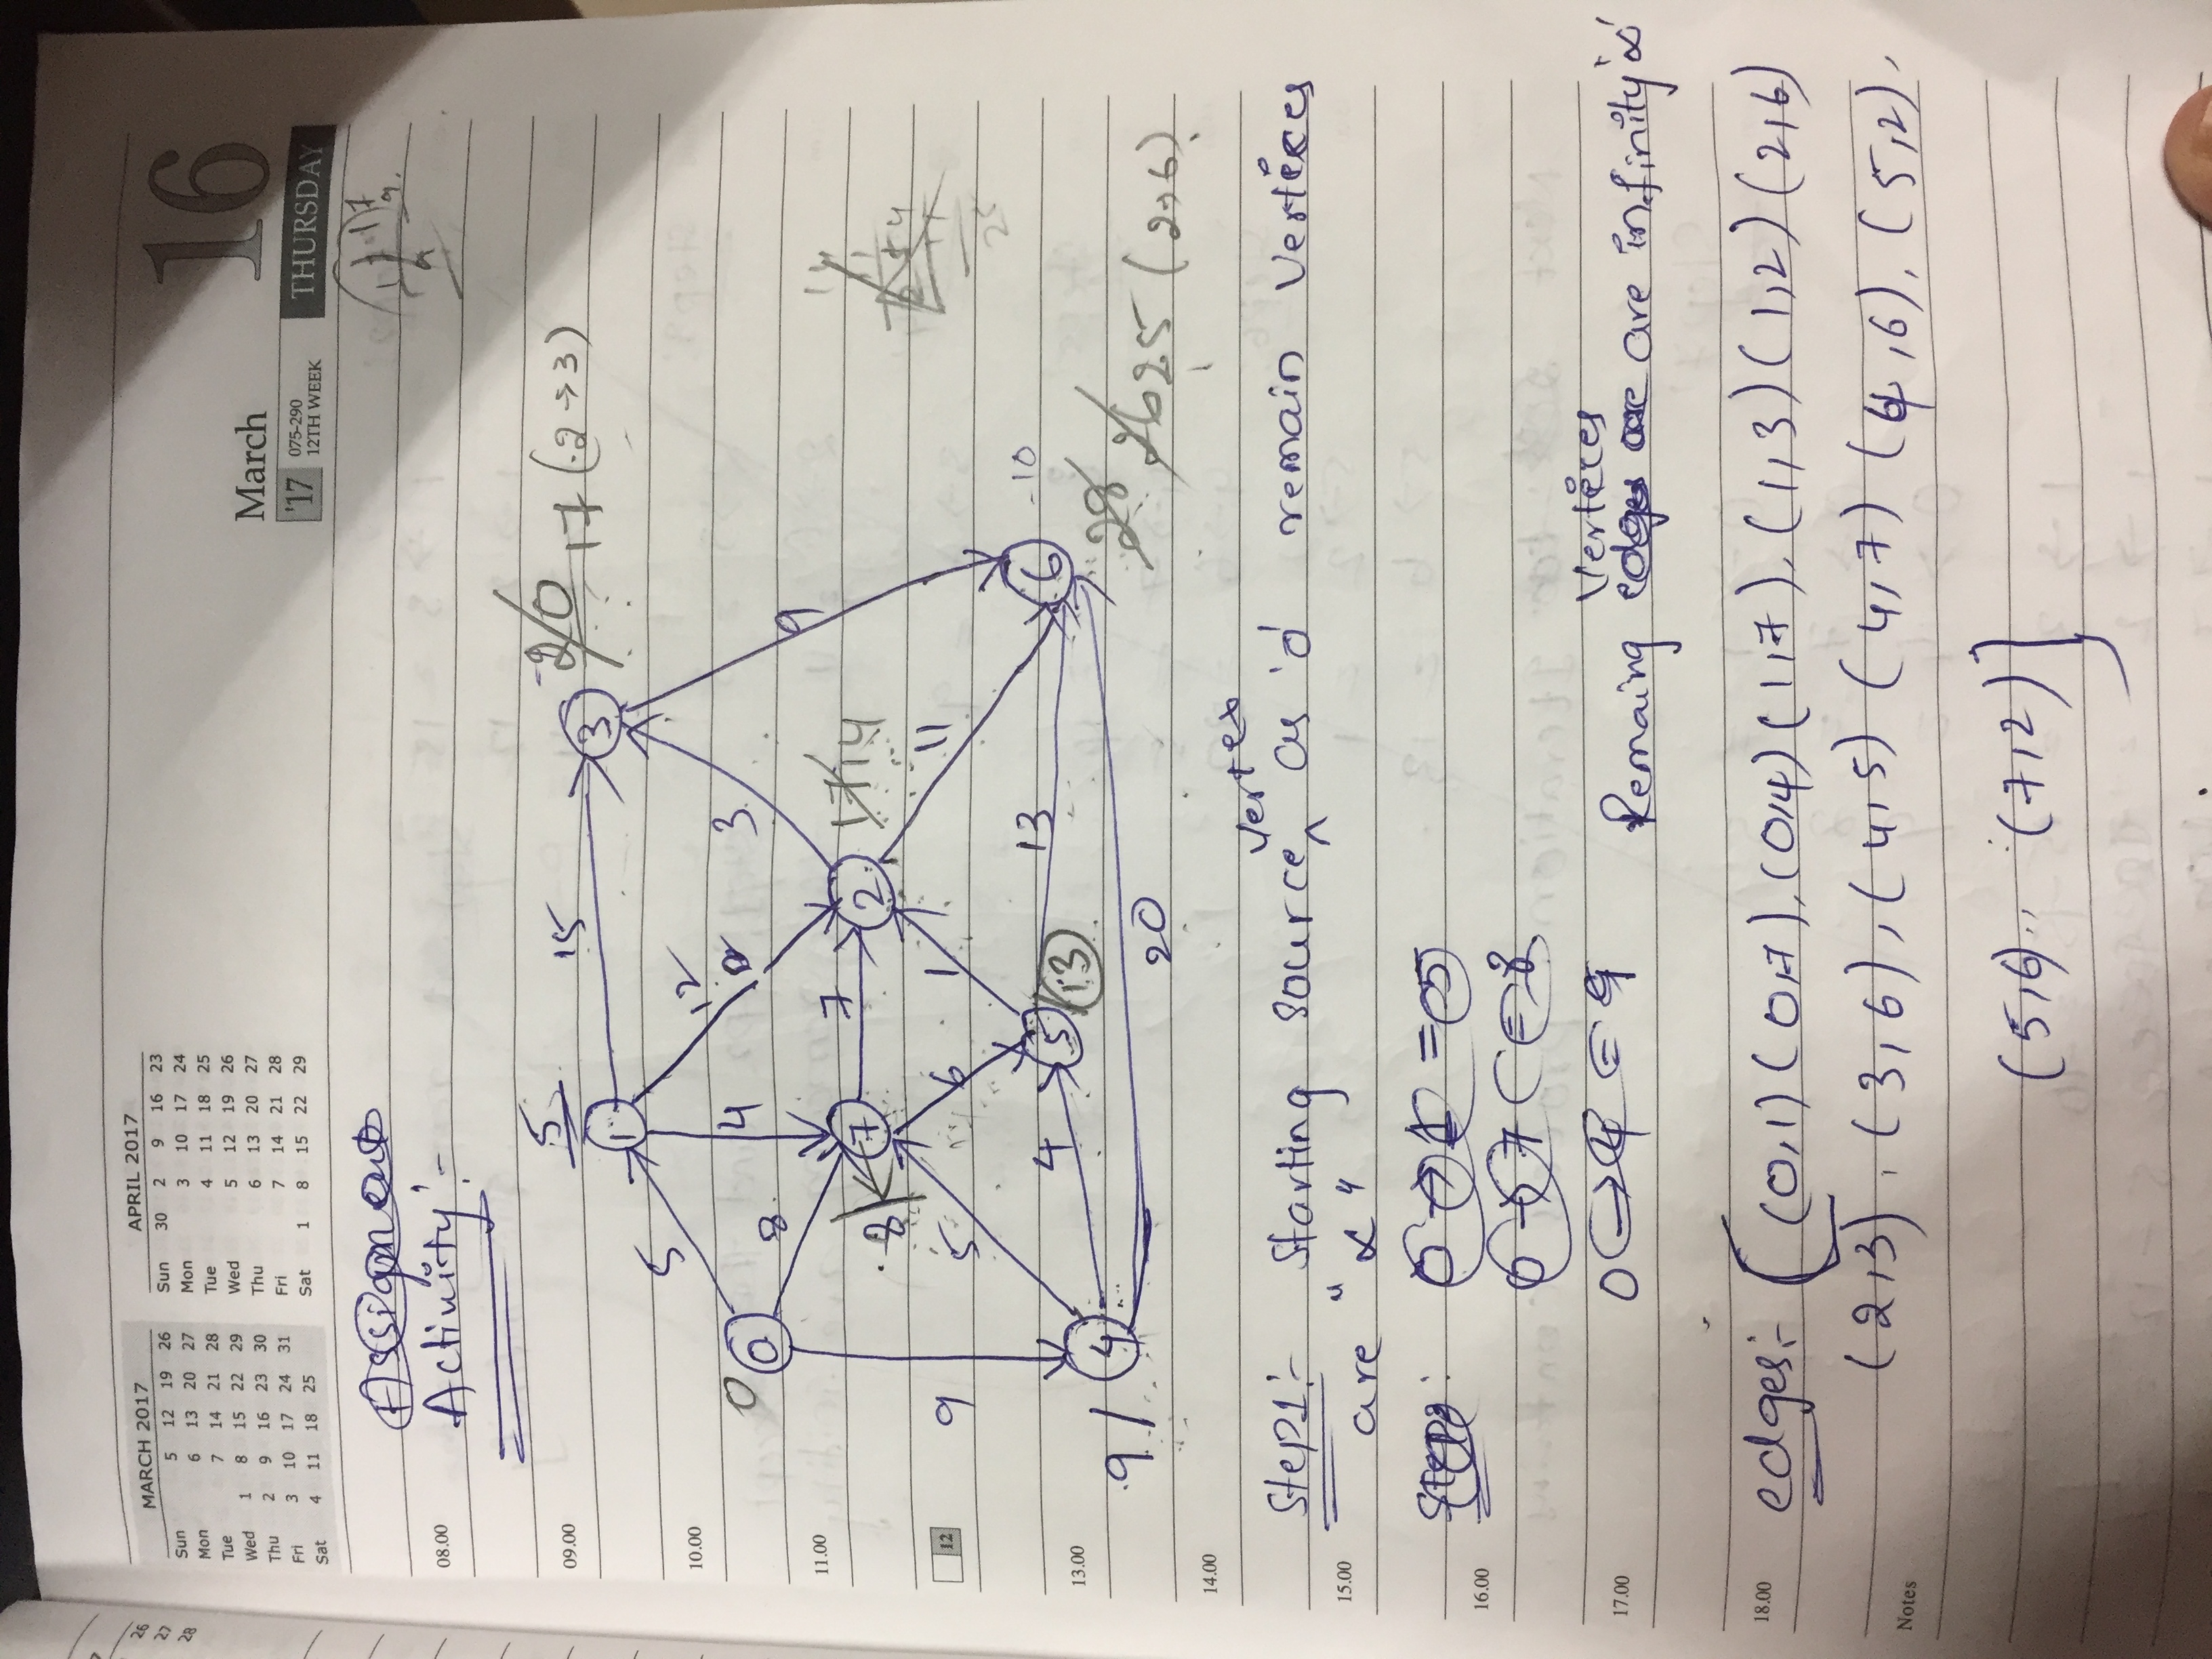 26
27
28
MARCH 2017
Sun 5 12 19 26
Mon 6 13 20 27
Tue 7 14 21 28
Wed 1 8 15 22 29
Thu 2 9 16 23 30
Fri 3 10 17 24 31
Sat 4 11 18 25
APRIL 2017
Sun 30 2 9 16 23
Mon 3 10 17 24
Tue 4 11 18 25
Wed 5 12 19 26
Thu 6 13 20 27
Fri 7 14 21 28
Sat 1 8 15 22 29
16
March
'17 075-290
12TH WEEK
THURSDAY
08.00
Activity:-
09.00
5
15
20 17 (2→3)
1
3
5
10.00
12
4
3
0
0
8
9
11.00
7
7
2
17 14
8
12
9
5
6
1
11
13
6
-10
4
5
13
13.00
4
9
28 26 25 (2→6)
20
14.00
vertex
Step1:- Starting source ^ as '0' remain Vertices
15.00
are "∝"
Step2: 0→1 = 5
16.00
0→7 = 8
0→4 = 9
Vertices
17.00
Remaing edges are are infinity '∝'
18.00
edges:- [(0,1) (0,7), (0,4) (1,7), (1,3) (1,2) (2,6)
(2,3), (3,6), (4,5) (4,7) (4,6), (5,2),
Notes
(5,6),, (7,2)]